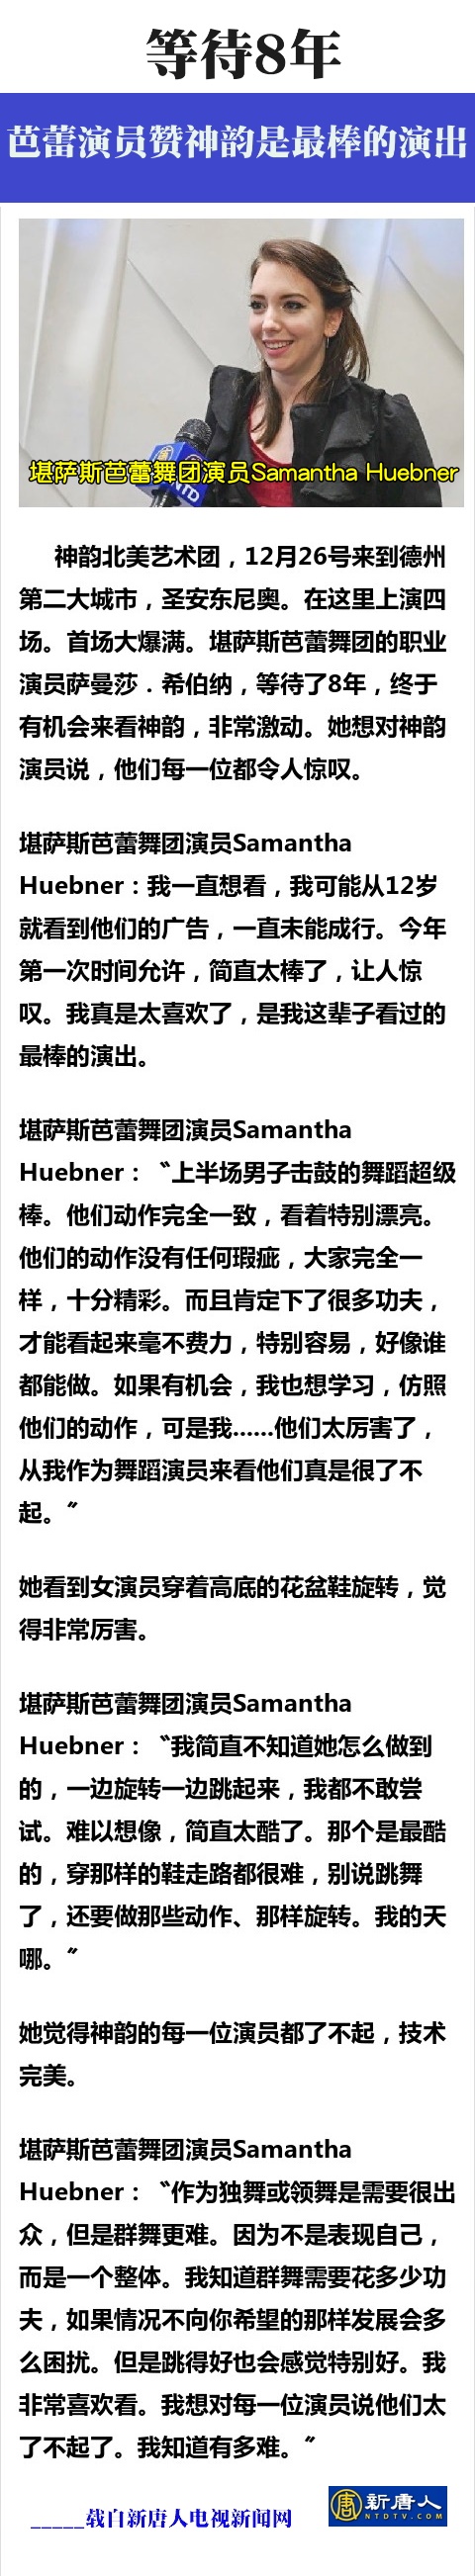 等待8年
芭蕾演员赞神韵是最棒的演出
NTD
堪萨斯芭蕾舞团演员Samantha Huebner
神韵北美艺术团，12月26号来到德州
第二大城市，圣安东尼奥。在这里上演四
场。首场大爆满。堪萨斯芭蕾舞团的职业
演员萨曼莎．希伯纳，等待了8年，终于
有机会来看神韵，非常激动。她想对神韵
演员说，他们每一位都令人惊叹。
堪萨斯芭蕾舞团演员Samantha
Huebner：我一直想看，我可能从12岁
就看到他们的广告，一直未能成行。今年
第一次时间允许，简直太棒了，让人惊
叹。我真是太喜欢了，是我这辈子看过的
最棒的演出。
堪萨斯芭蕾舞团演员Samantha
Huebner：〝上半场男子击鼓的舞蹈超级
棒。他们动作完全一致，看着特别漂亮。
他们的动作没有任何瑕疵，大家完全一
样，十分精彩。而且肯定下了很多功夫，
才能看起来毫不费力，特别容易，好像谁
都能做。如果有机会，我也想学习，仿照
他们的动作，可是我……他们太厉害了，
从我作为舞蹈演员来看他们真是很了不
起。〞
她看到女演员穿着高底的花盆鞋旋转，觉
得非常厉害。
堪萨斯芭蕾舞团演员Samantha
Huebner：〝我简直不知道她怎么做到
的，一边旋转一边跳起来，我都不敢尝
试。难以想像，简直太酷了。那个是最酷
的，穿那样的鞋走路都很难，别说跳舞
了，还要做那些动作、那样旋转。我的天
哪。〞
她觉得神韵的每一位演员都了不起，技术
完美。
堪萨斯芭蕾舞团演员Samantha
Huebner：〝作为独舞或领舞是需要很出
众，但是群舞更难。因为不是表现自己，
而是一个整体。我知道群舞需要花多少功
夫，如果情况不向你希望的那样发展会多
么困扰。但是跳得好也会感觉特别好。我
非常喜欢看。我想对每一位演员说他们太
了不起了。我知道有多难。〞
_____载自新唐人电视新闻网
唐 新唐人
NTDTV.COM